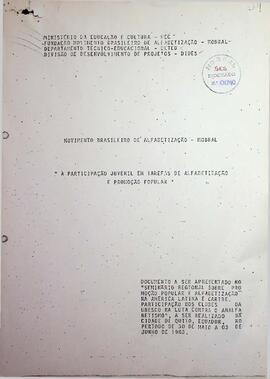 MINISTÉRIO DA EDUCAÇÃO E CULTURA - MEC
FUNDAÇÃO MOVIMENTO BRASILEIRO DE ALFABETIZAÇÃO - MOBRAL
DEPARTAMENTO TÉCNICO-EDUCACIONAL - DETED
DIVISÃO DE DESENVOLVIMENTO DE PROJETOS - DIDES
MOBRAL
MOVIMENTO BRASILEIRO DE ALFABETIZAÇÃO - MOBRAL
" A PARTICIPAÇÃO JUVENIL EM TAREFAS DE ALFABETIZAÇÃO
E PROMOÇÃO POPULAR "
DOCUMENTO A SER APRESENTADO NO
"SEMINÁRIO REGIONAL SOBRE PRO
MOÇÃO POPULAR E ALFABETIZAÇÃO
NA AMÉRICA LATINA E CARIBE.
PARTICIPAÇÃO DOS CLUBES DA
UNESCO NA LUTA CONTRA O ANALFA
BETISMO", A SER REALIZADO NA
CIDADE DE QUITO, EQUADOR, NO
PERÍODO DE 30 DE MAIO A 03 DE
JUNHO DE 1983.